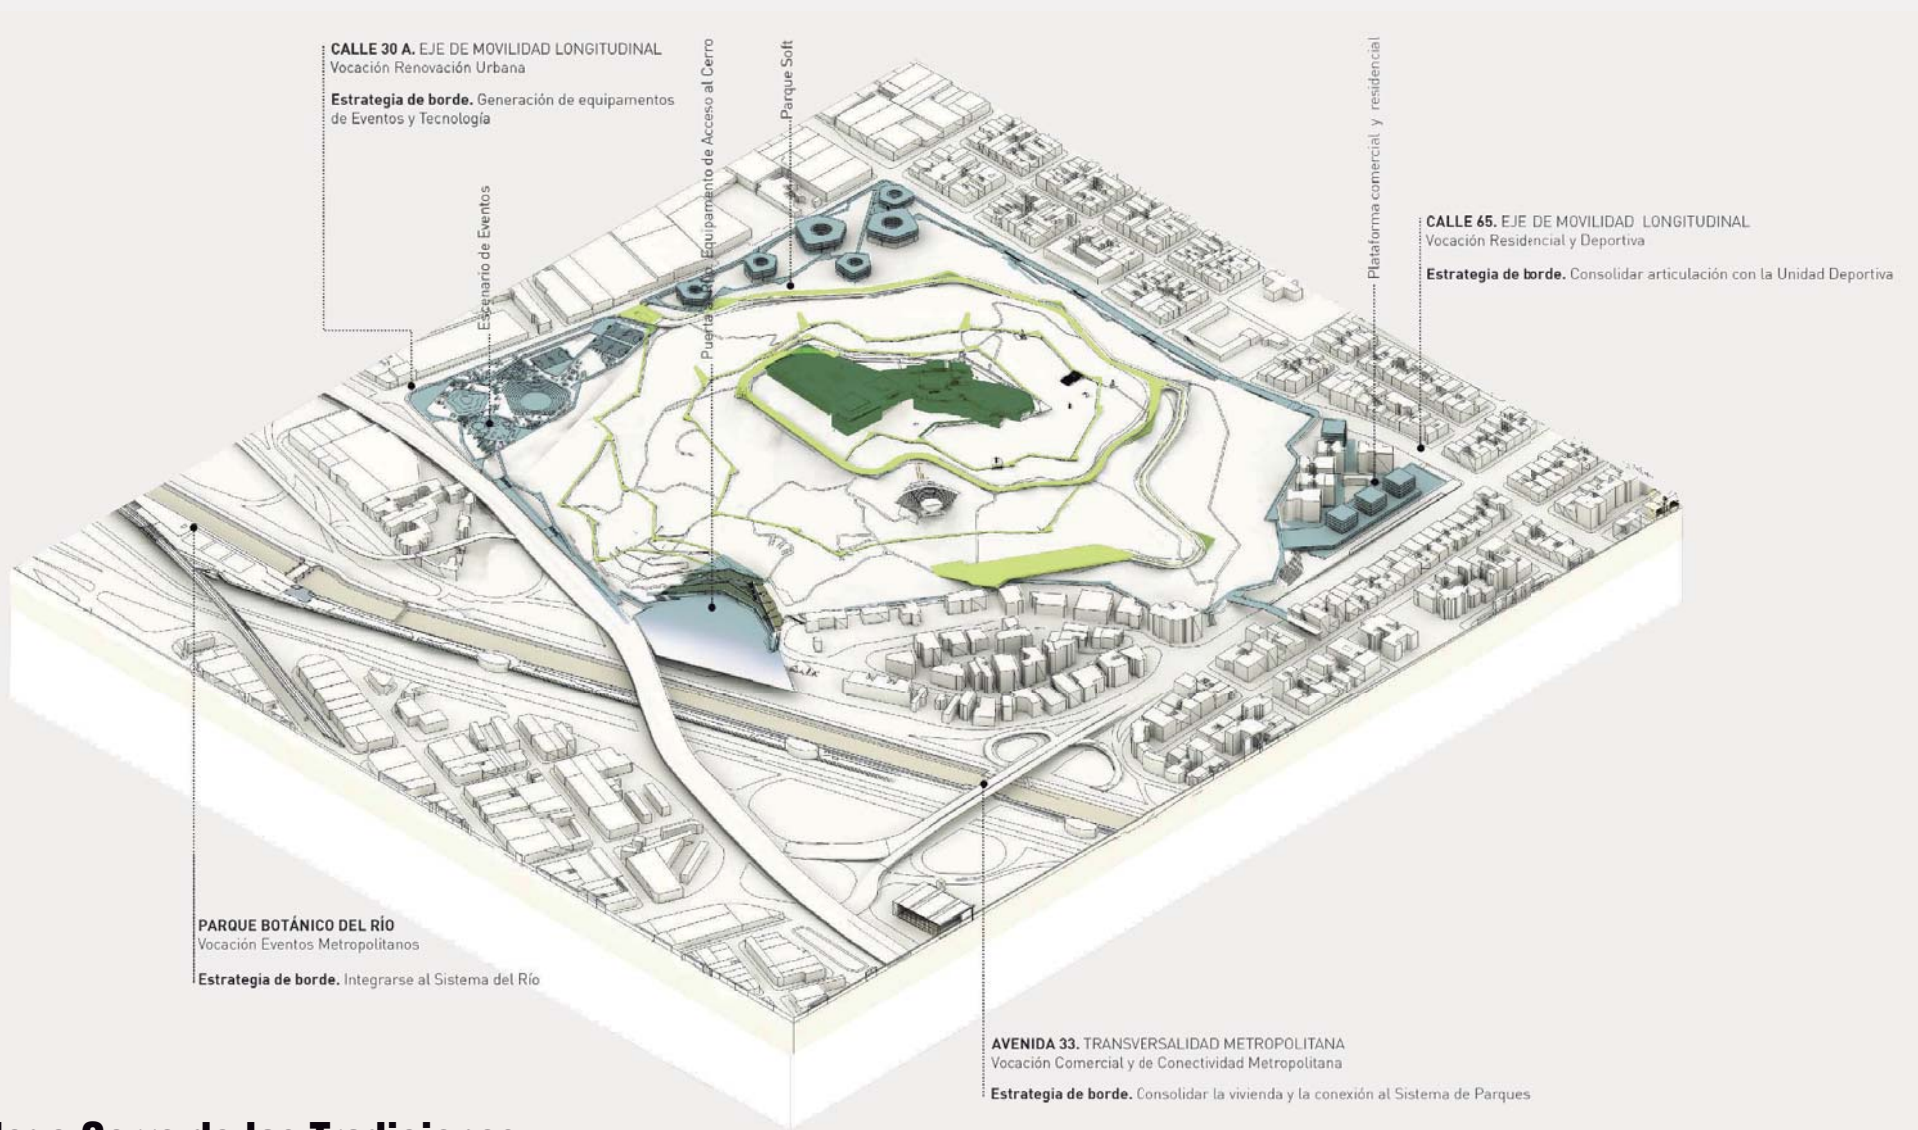 CALLE 30 A. EJE DE MOVILIDAD LONGITUDINAL
Vocación Renovación Urbana
Estrategia de borde. Generación de equipamentos
de Eventos y Tecnología
Escenario de Eventos
Puerta Equipamento de Acceso al Cerro
Parque Soft
Plataforma comercial y residencial
CALLE 65. EJE DE MOVILIDAD LONGITUDINAL
Vocación Residencial y Deportiva
Estrategia de borde. Consolidar articulación con la Unidad Deportiva
PARQUE BOTÁNICO DEL RÍO
Vocación Eventos Metropolitanos
Estrategia de borde. Integrarse al Sistema del Río
AVENIDA 33. TRANSVERSALIDAD METROPOLITANA
Vocación Comercial y de Conectividad Metropolitana
Estrategia de borde. Consolidar la vivienda y la conexión al Sistema de Parques